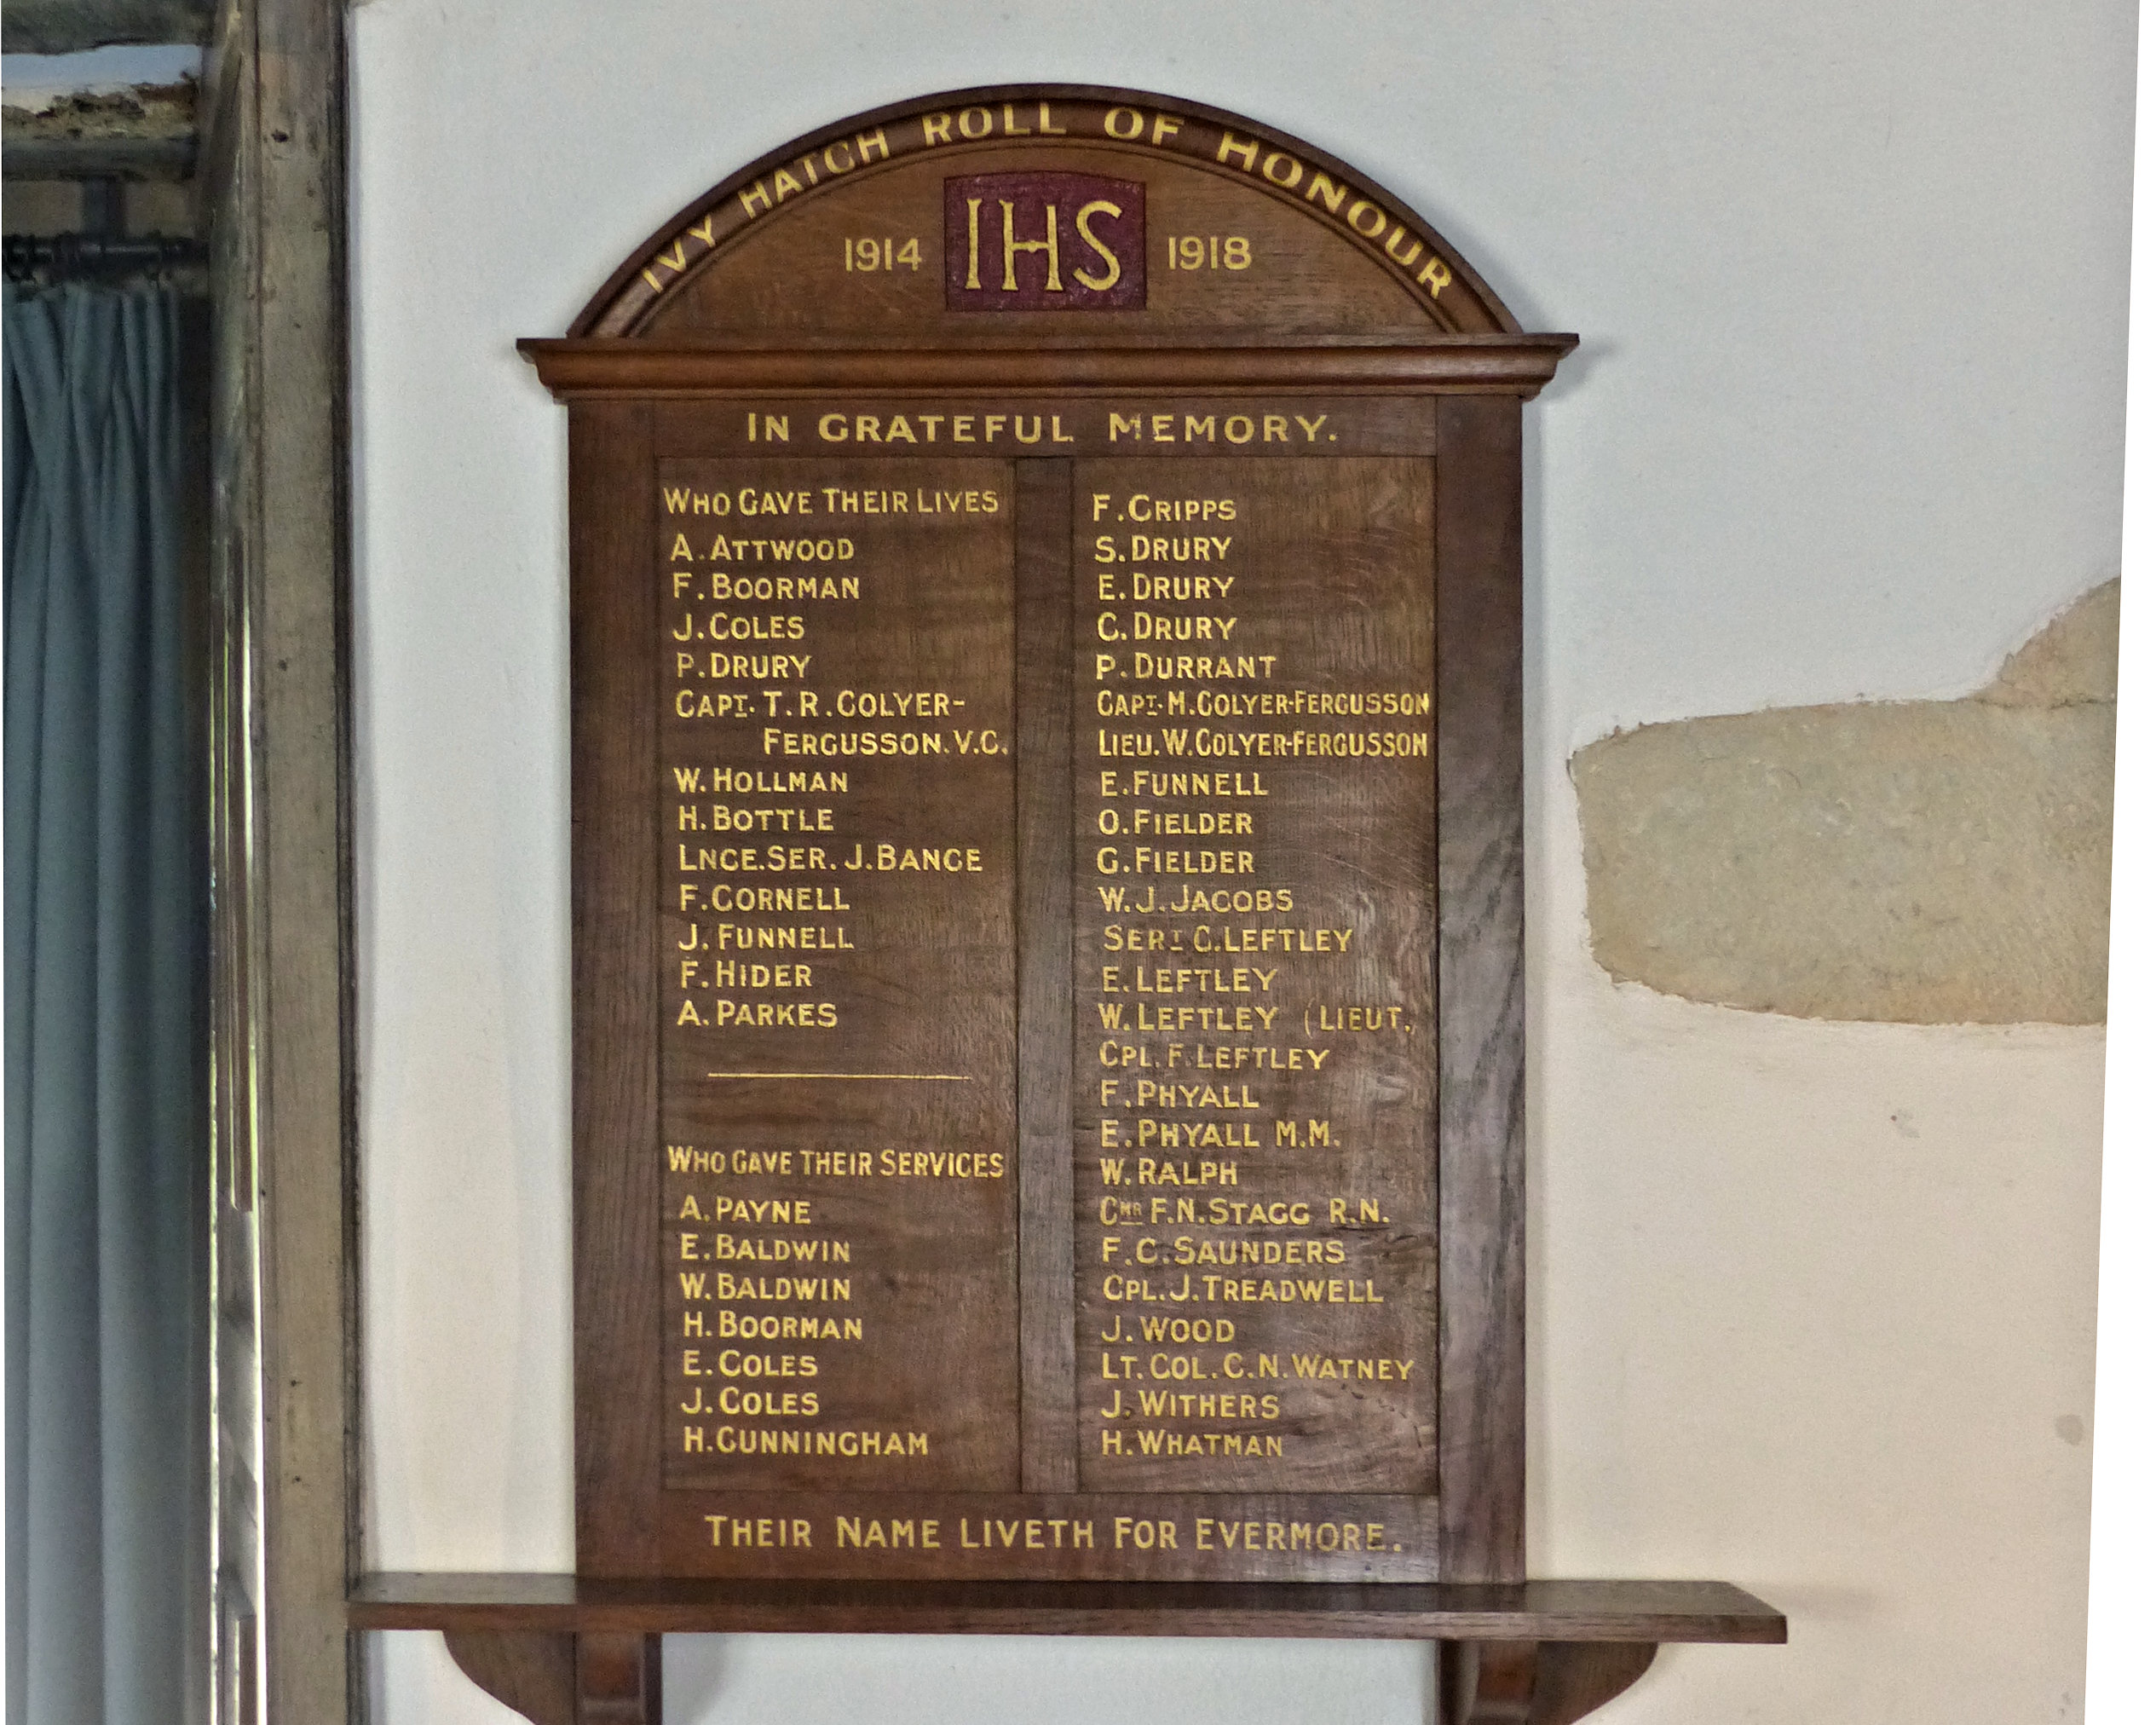 IVY HATCH ROLL OF HONOUR
1914 IHS 1918
IN GRATEFUL MEMORY.
WHO GAVE THEIR LIVES
A. ATTWOOD
F. BOORMAN
J. COLES
P. DRURY
CAPT. T. R. COLYER-
FERGUSSON. V.C.
W. HOLLMAN
H. BOTTLE
LNCE. SER. J. BANCE
F. CORNELL
J. FUNNELL
F. HIDER
A. PARKES
WHO GAVE THEIR SERVICES
A. PAYNE
E. BALDWIN
W. BALDWIN
H. BOORMAN
E. COLES
J. COLES
H. CUNNINGHAM
F. CRIPPS
S. DRURY
E. DRURY
C. DRURY
P. DURRANT
CAPT. M. COLYER-FERGUSSON
LIEU. W. COLYER-FERGUSSON
E. FUNNELL
O. FIELDER
G. FIELDER
W. J. JACOBS
SERT C. LEFTLEY
E. LEFTLEY
W. LEFTLEY (LIEUT.)
CPL. F. LEFTLEY
F. PHYALL
E. PHYALL M.M.
W. RALPH
CMR F. N. STAGG R.N.
F. C. SAUNDERS
CPL. J. TREADWELL
J. WOOD
LT. COL. C. N. WATNEY
J. WITHERS
H. WHATMAN
THEIR NAME LIVETH FOR EVERMORE.